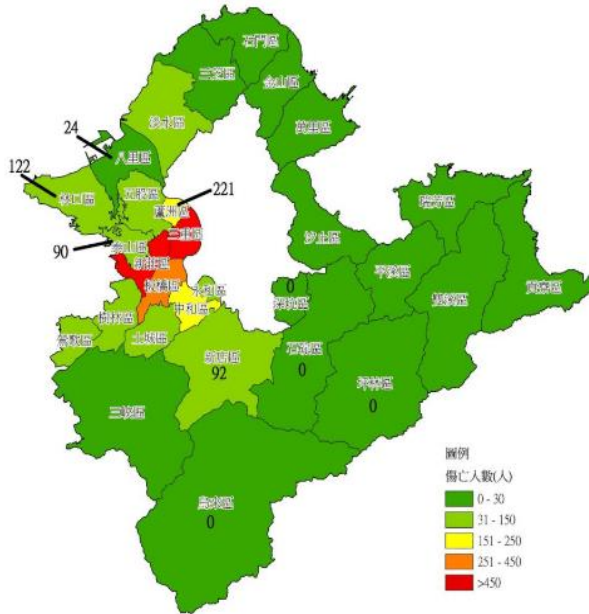 石門區
三芝區
金山區
淡水區
萬里區
24
八里區
122
林口區
五股區
221
蘆洲區
瑞芳區
三重區
汐止區
90
泰山區
新莊區
平溪區
雙溪區
貢寮區
0
深坑區
板橋區
永和區
中和區
樹林區
土城區
鶯歌區
石碇區
0
新店區
92
坪林區
0
三峽區
烏來區
0
圖例
傷亡人數(人)
0 - 30
31 - 150
151 - 250
251 - 450
>450